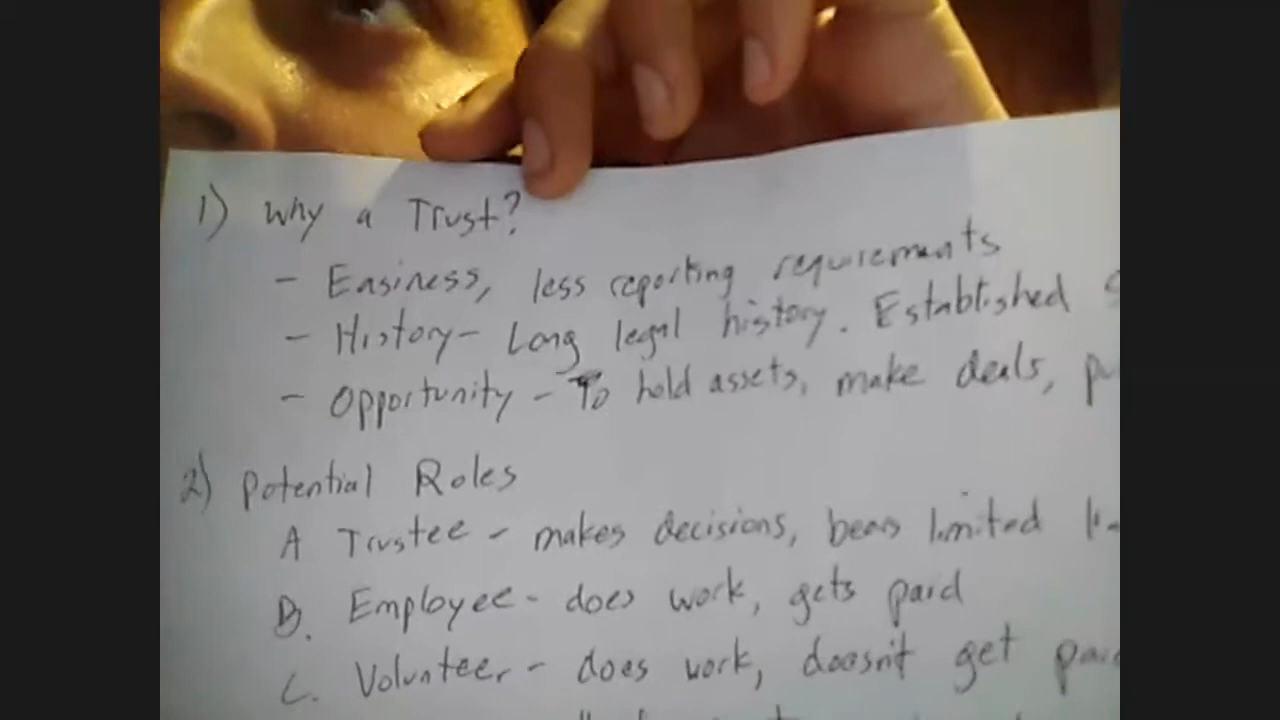 1) Why a Trust?
- Easiness, less reporting requirements
- History - Long legal history. Established
- Opportunity - To hold assets, make deals,
2) Potential Roles
A Trustee - makes decisions, bears limited
B. Employee - does work, gets paid
C. Volunteer - does work, doesn't get paid